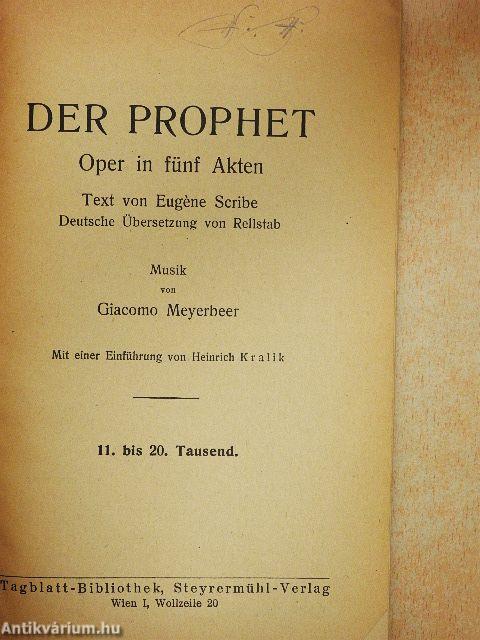 DER PROPHET
Oper in fünf Akten
Text von Eugène Scribe
Deutsche Übersetzung von Rellstab
Musik
von
Giacomo Meyerbeer
Mit einer Einführung von Heinrich Kralik
11. bis 20. Tausend.
Tagblatt-Bibliothek, Steyrermühl-Verlag
Wien I, Wollzeile 20
Antikvárium.hu